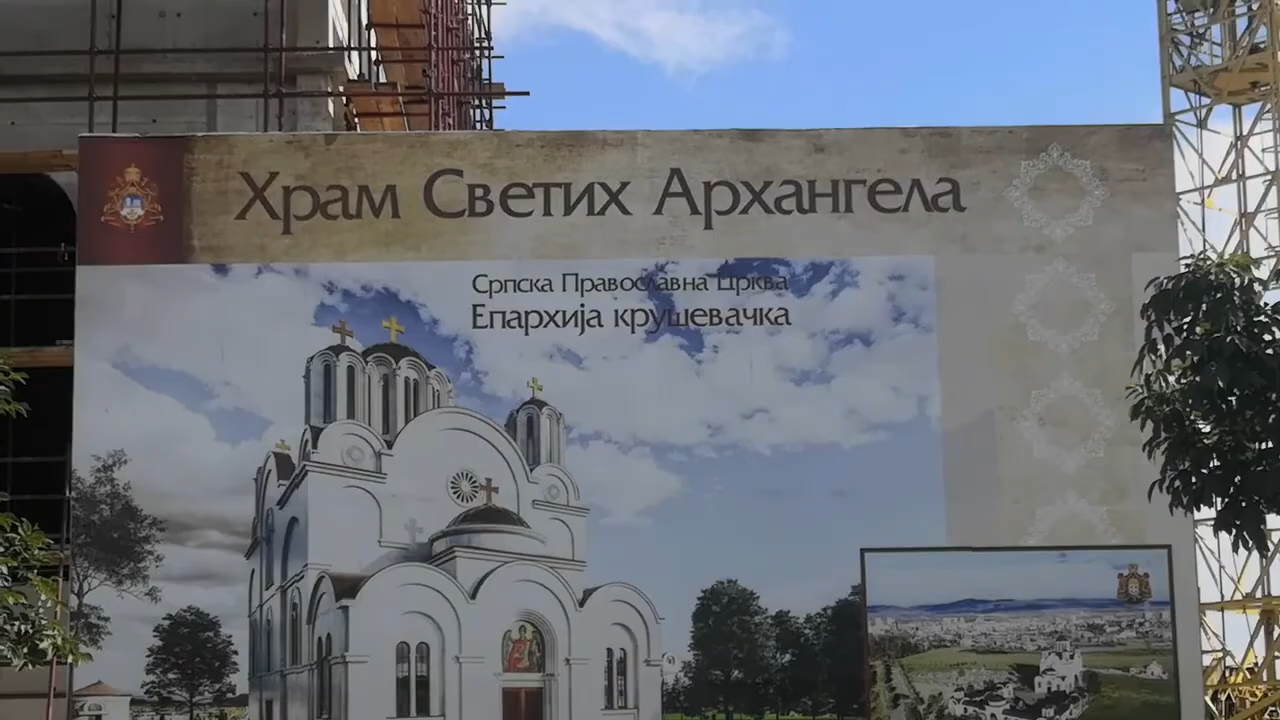 Храм Светих Архангела
Српска Православна Црква
Епархија крушевачка